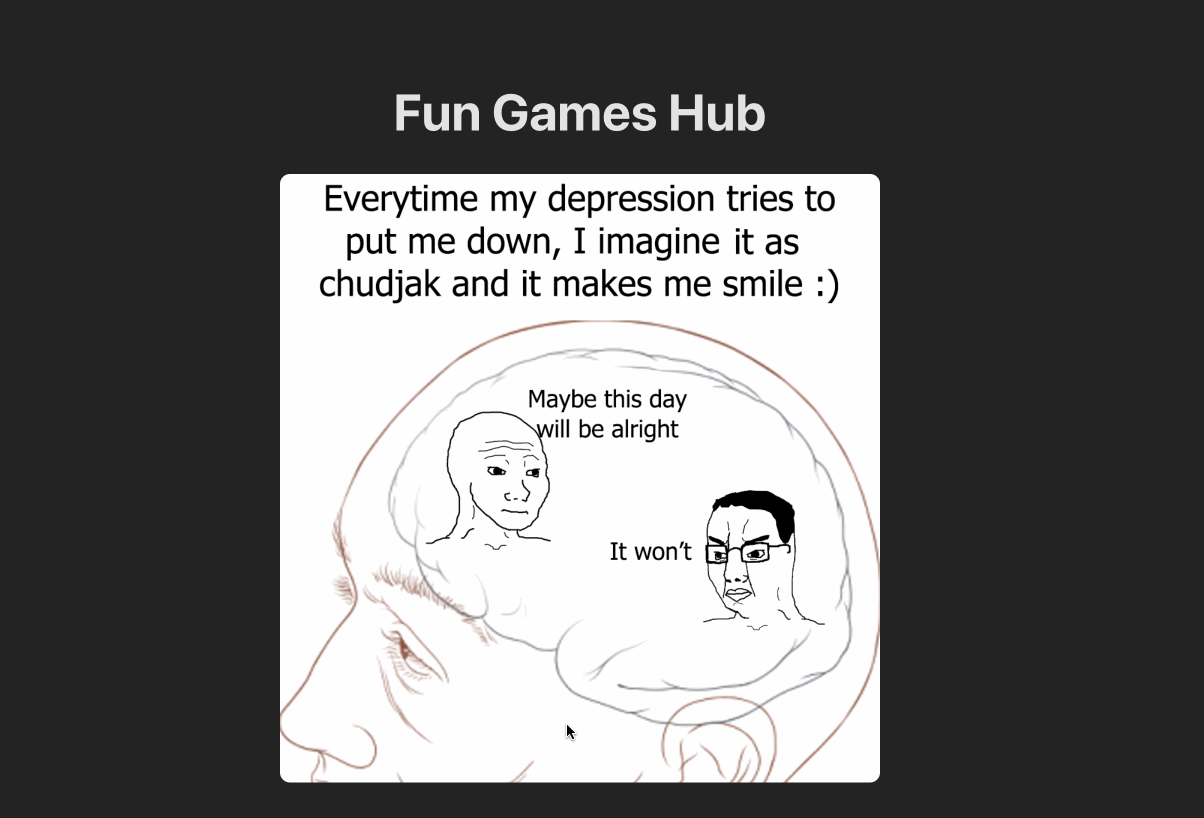 Fun Games Hub
Everytime my depression tries to
put me down, I imagine it as
chudjak and it makes me smile :)
Maybe this day
will be alright
It won't